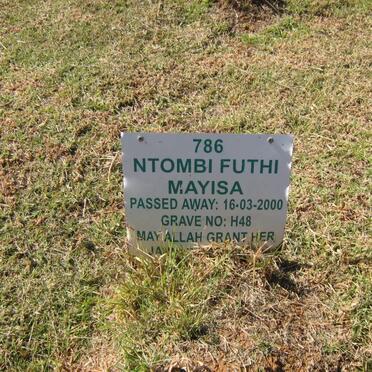 786
NTOMBI FUTHI
MAYISA
PASSED AWAY: 16-03-2000
GRAVE NO: H48
MAY ALLAH GRANT HER